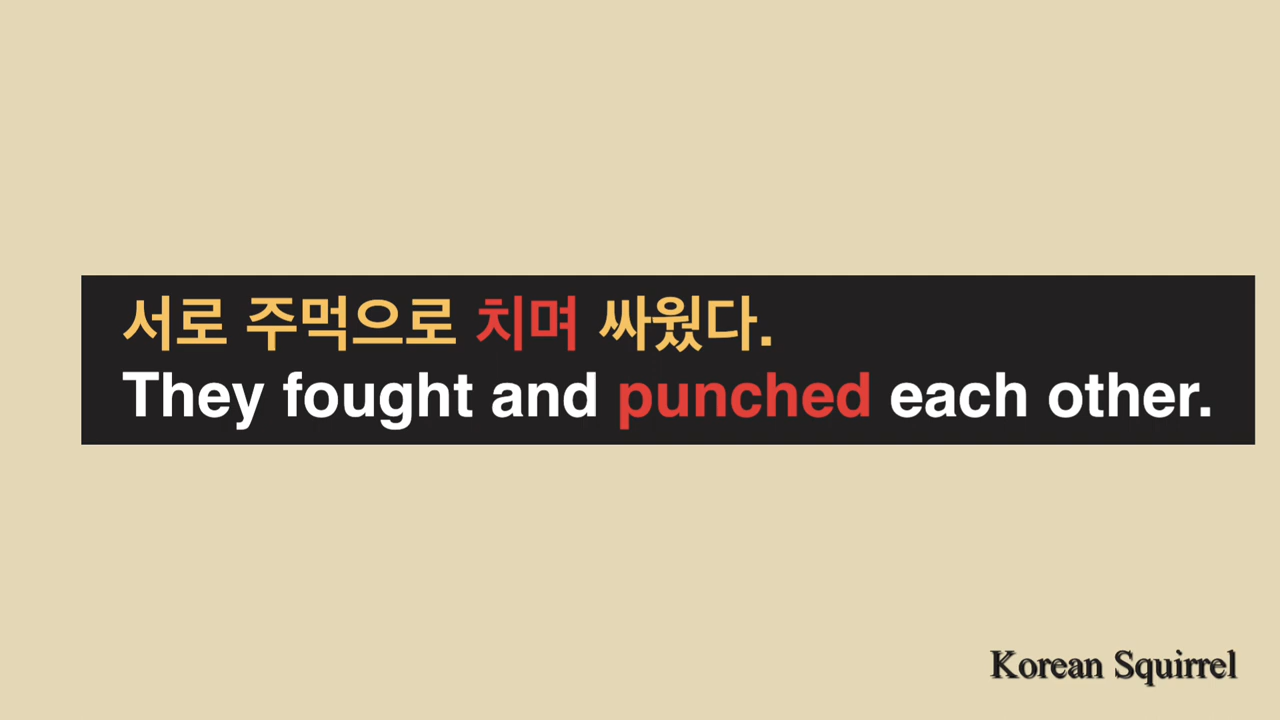 서로 주먹으로 치며 싸웠다.
They fought and punched each other.
Korean Squirrel